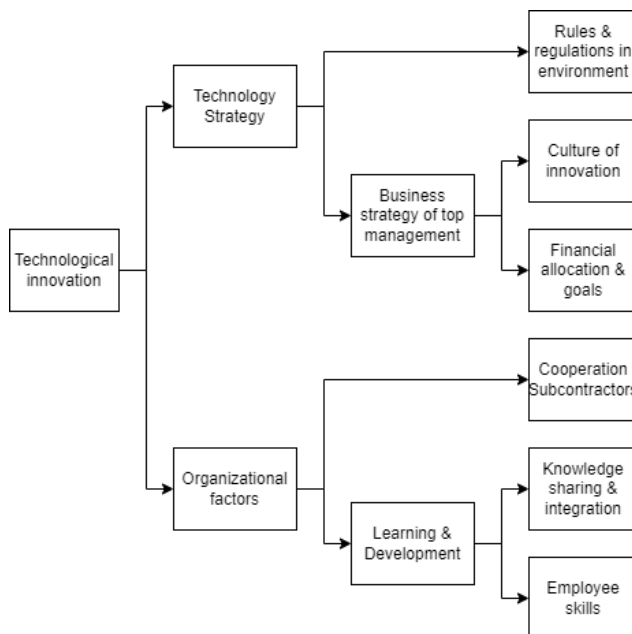 Rules &
regulations in
environment
Technology
Strategy
Culture of
innovation
Business
strategy of top
management
Technological
innovation
Financial
allocation &
goals
Cooperation
Subcontractors
Organizational
factors
Knowledge
sharing &
integration
Learning &
Development
Employee
skills